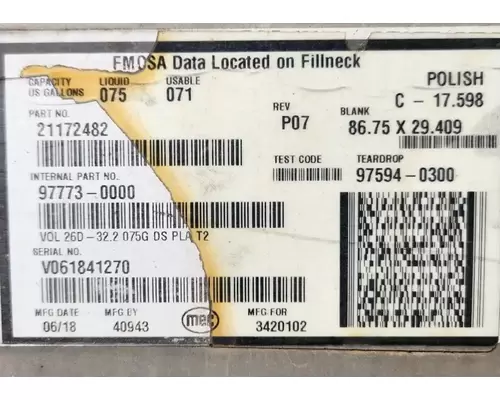 FMCSA Data Located on Fillneck
CAPACITY US GALLONS LIQUID 075 USABLE 071
POLISH
C - 17.598
PART NO.
21172482
REV
P07
BLANK
86.75 X 29.409
INTERNAL PART NO.
97773-0000
TEST CODE
TEARDROP
97594-0300
VOL 26D-32.2 075G DS PLA T2
SERIAL NO.
V061841270
MFG DATE
06/18
MFG BY
40943
mec
MFG FOR
3420102